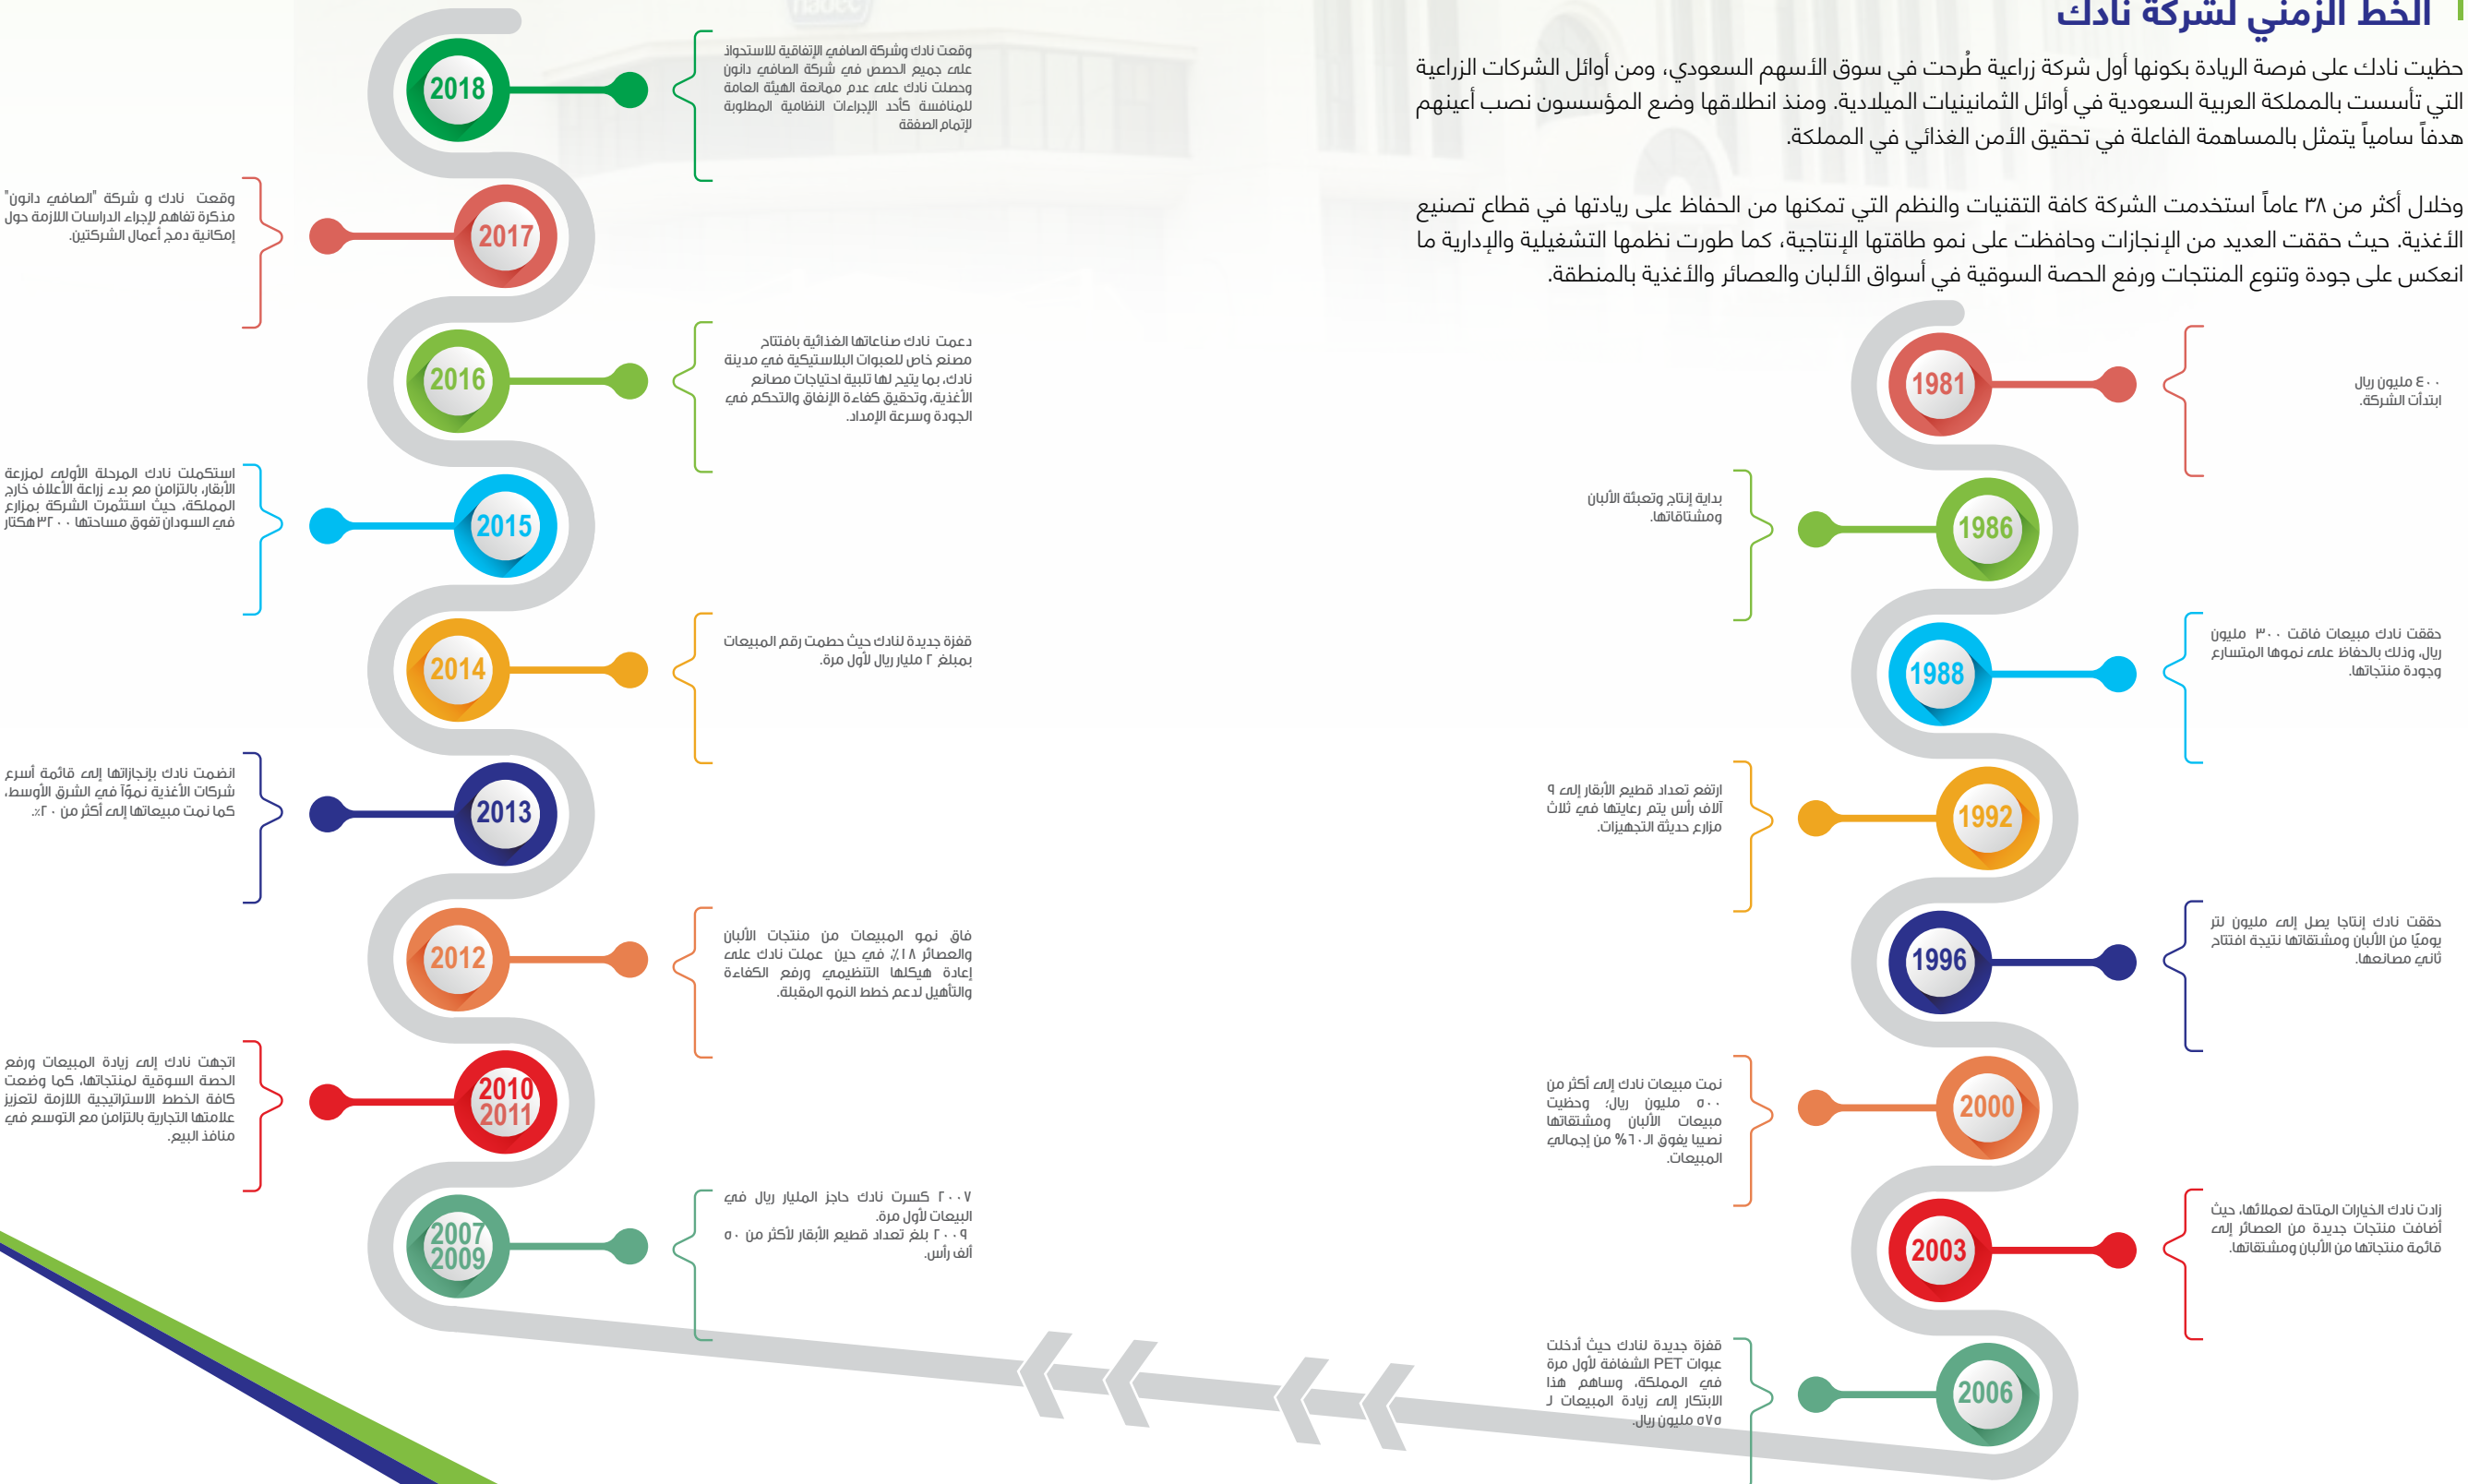 الخط الزمني لشركة نادك
حظيت نادك على فرصة الريادة بكونها أول شركة زراعية طُرحت في سوق الأسهم السعودي، ومن أوائل الشركات الزراعية
التي تأسست بالمملكة العربية السعودية في أوائل الثمانينيات الميلادية. ومنذ انطلاقها وضع المؤسسون نصب أعينهم
هدفاً سامياً يتمثل بالمساهمة الفاعلة في تحقيق الأمن الغذائي في المملكة.
وخلال أكثر من ٣٨ عاماً استخدمت الشركة كافة التقنيات والنظم التي تمكنها من الحفاظ على ريادتها في قطاع تصنيع
الأغذية. حيث حققت العديد من الإنجازات وحافظت على نمو طاقتها الإنتاجية، كما طورت نظمها التشغيلية والإدارية ما
انعكس على جودة وتنوع المنتجات ورفع الحصة السوقية في أسواق الألبان والعصائر والأغذية بالمنطقة.
1981
٤٠٠ مليون ريال
ابتدأت الشركة.
1986
بداية إنتاج وتعبئة الألبان
ومشتاقاتها.
1988
حققت نادك مبيعات فاقت ٣٠٠ مليون
ريال، وذلك بالحفاظ على نموها المتسارع
وجودة منتجاتها.
1992
ارتفع تعداد قطيع الأبقار إلى ٩
آلاف رأس يتم رعايتها في ثلاث
مزارع حديثة التجهيزات.
1996
حققت نادك إنتاجا يصل إلى مليون لتر
يوميًا من الألبان ومشتقاتها نتيجة افتتاح
ثاني مصانعها.
2000
نمت مبيعات نادك إلى أكثر من
٥٠٠ مليون ريال؛ وحظيت
مبيعات الألبان ومشتقاتها
نصيبا يفوق الـ٦٠% من إجمالي
المبيعات.
2003
زادت نادك الخيارات المتاحة لعملائها، حيث
أضافت منتجات جديدة من العصائر إلى
قائمة منتجاتها من الألبان ومشتقاتها.
2006
قفزة جديدة لنادك حيث أدخلت
عبوات PET الشفافة لأول مرة
في المملكة، وساهم هذا
الابتكار إلى زيادة المبيعات لـ
٥٧٥ مليون ريال.
2007
2009
٢٠٠٧ كسرت نادك حاجز المليار ريال في
البيعات لأول مرة.
٢٠٠٩ بلغ تعداد قطيع الأبقار لأكثر من ٥٠
ألف رأس.
2010
2011
اتجهت نادك إلى زيادة المبيعات ورفع
الحصة السوقية لمنتجاتها، كما وضعت
كافة الخطط الاستراتيجية اللازمة لتعزيز
علامتها التجارية بالتزامن مع التوسع في
منافذ البيع.
2012
فاق نمو المبيعات من منتجات الألبان
والعصائر ١٨٪، في حين عملت نادك على
إعادة هيكلها التنظيمي ورفع الكفاءة
والتأهيل لدعم خطط النمو المقبلة.
2013
انضمت نادك بإنجازاتها إلى قائمة أسرع
شركات الأغذية نموًا في الشرق الأوسط،
كما نمت مبيعاتها إلى أكثر من ٢٠٪.
2014
قفزة جديدة لنادك حيث حطمت رقم المبيعات
بمبلغ ٢ مليار ريال لأول مرة.
2015
استكملت نادك المرحلة الأولى لمزرعة
الأبقار، بالتزامن مع بدء زراعة الأعلاف خارج
المملكة، حيث استثمرت الشركة بمزارع
في السودان تفوق مساحتها ٣٢٠٠ هكتار
2016
دعمت نادك صناعاتها الغذائية بافتتاح
مصنع خاص للعبوات البلاستيكية في مدينة
نادك، بما يتيح لها تلبية احتياجات مصانع
الأغذية، وتحقيق كفاءة الإنفاق والتحكم في
الجودة وسرعة الإمداد.
2017
وقعت نادك و شركة "الصافي دانون"
مذكرة تفاهم لإجراء الدراسات اللازمة حول
إمكانية دمج أعمال الشركتين.
2018
وقعت نادك وشركة الصافي الإتفاقية للاستحواذ
على جميع الحصص في شركة الصافي دانون
وحصلت نادك على عدم ممانعة الهيئة العامة
للمنافسة كأحد الإجراءات النظامية المطلوبة
لإتمام الصفقة
nadec